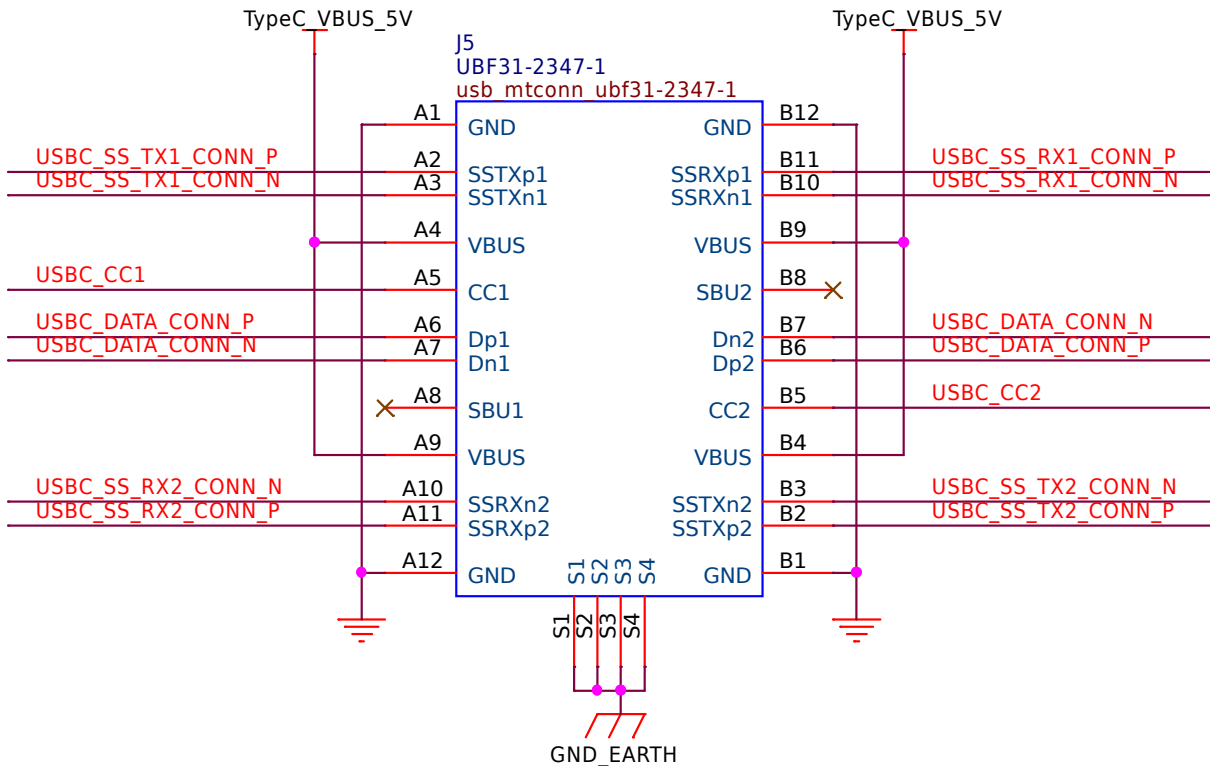 TypeC_VBUS_5V
TypeC_VBUS_5V
J5
UBF31-2347-1
usb_mtconn_ubf31-2347-1
A1 GND GND B12
USBC_SS_TX1_CONN_P A2 SSTXp1 SSRXp1 B11 USBC_SS_RX1_CONN_P
USBC_SS_TX1_CONN_N A3 SSTXn1 SSRXn1 B10 USBC_SS_RX1_CONN_N
A4 VBUS VBUS B9
USBC_CC1 A5 CC1 SBU2 B8
USBC_DATA_CONN_P A6 Dp1 Dn2 B7 USBC_DATA_CONN_N
USBC_DATA_CONN_N A7 Dn1 Dp2 B6 USBC_DATA_CONN_P
A8 SBU1 CC2 B5 USBC_CC2
A9 VBUS VBUS B4
USBC_SS_RX2_CONN_N A10 SSRXn2 SSTXn2 B3 USBC_SS_TX2_CONN_N
USBC_SS_RX2_CONN_P A11 SSRXp2 SSTXp2 B2 USBC_SS_TX2_CONN_P
A12 GND GND B1
S1 S2 S3 S4
S1 S2 S3 S4
GND_EARTH